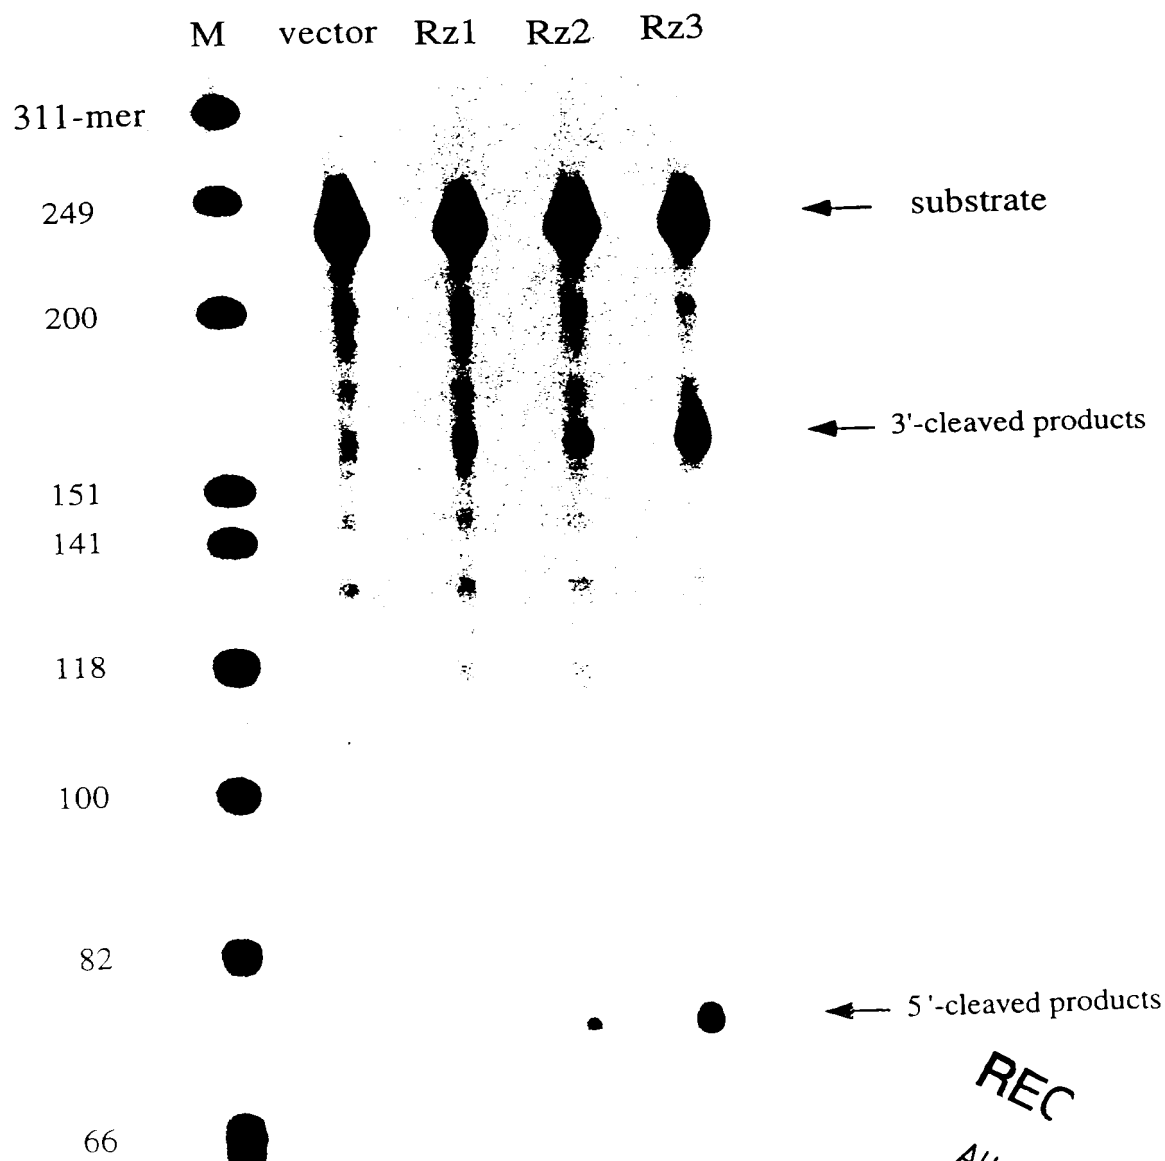 M vector Rz1 Rz2 Rz3
311-mer
249
substrate
200
3'-cleaved products
151
141
118
100
82
5'-cleaved products
REC
66